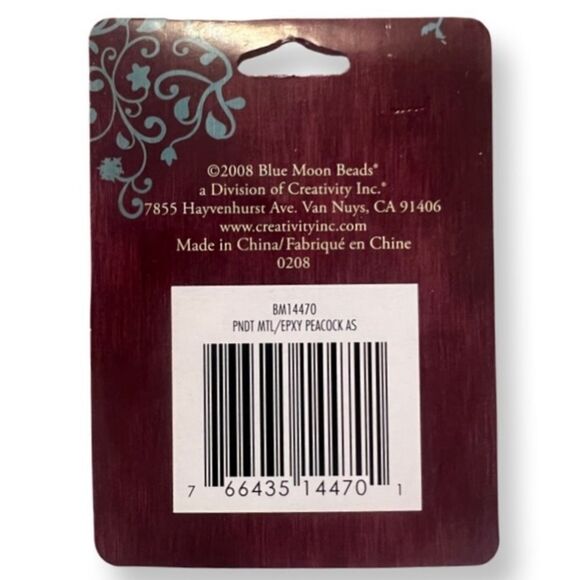 ©2008 Blue Moon Beads®
a Division of Creativity Inc.®
7855 Hayvenhurst Ave. Van Nuys, CA 91406
www.creativityinc.com
Made in China/Fabriqué en Chine
0208
BM14470
PNDT MTL/EPXY PEACOCK AS
7 66435 14470 1